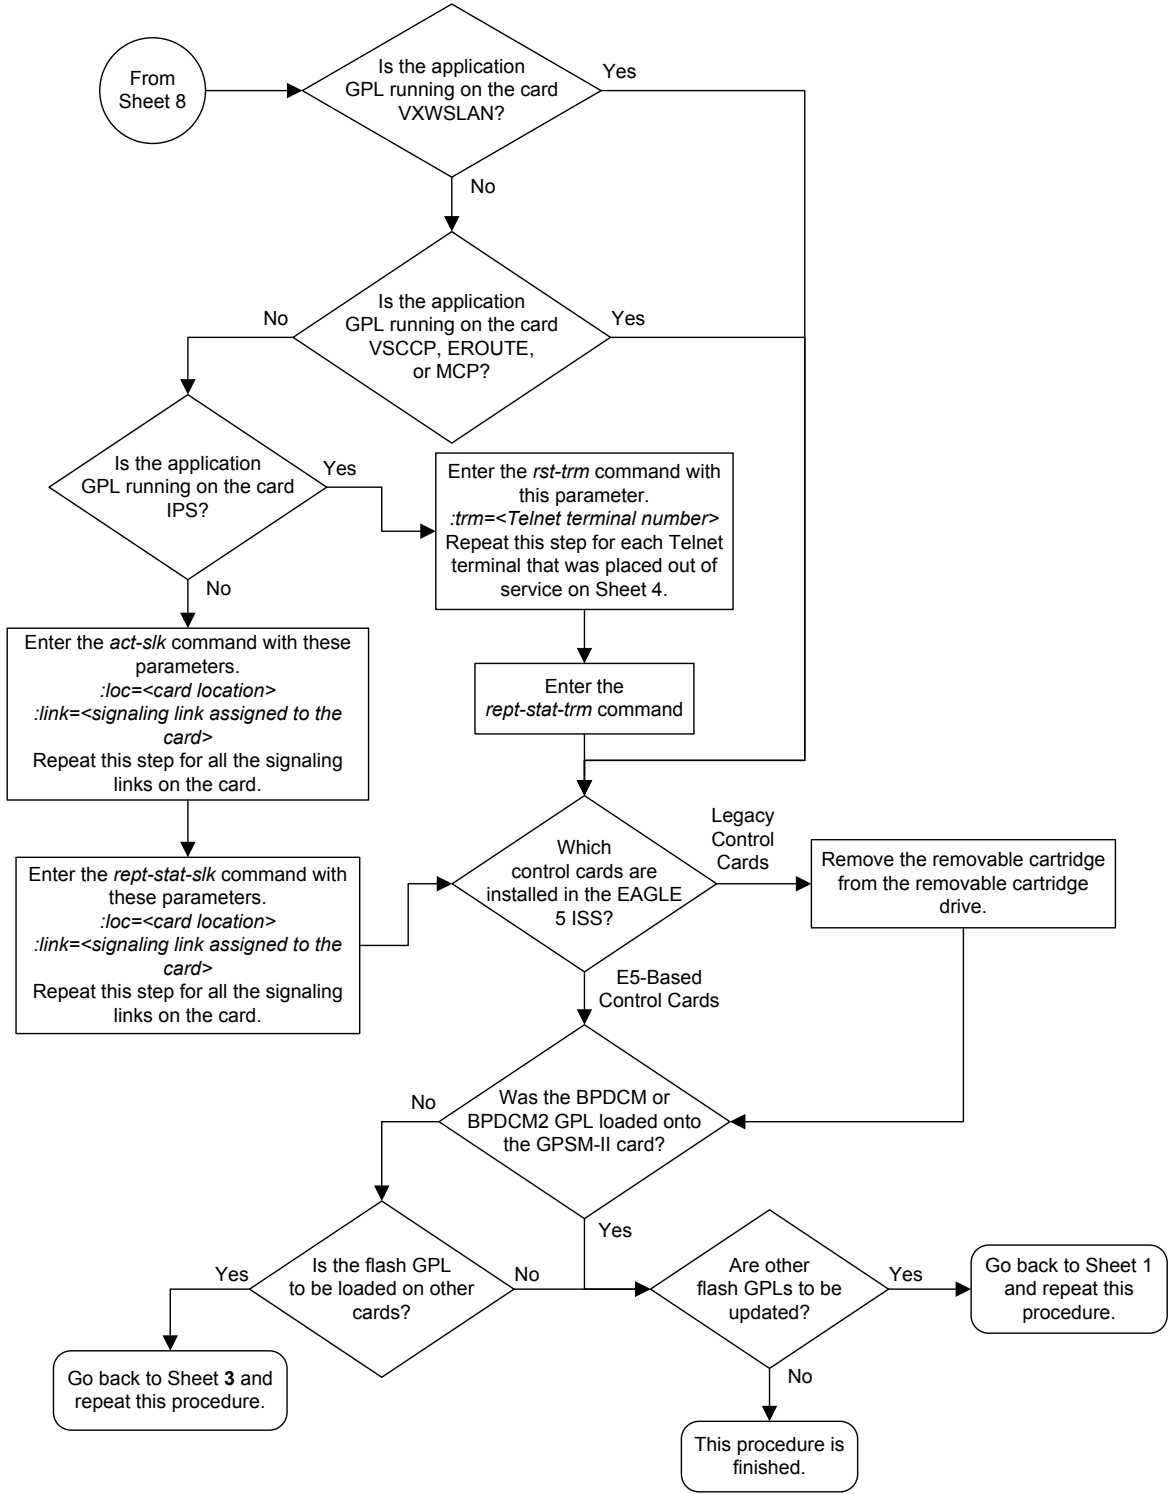 From
Sheet 8
Is the application
GPL running on the card
VXWSLAN?
Yes
No
Is the application
GPL running on the card
VSCCP, EROUTE,
or MCP?
No
Yes
Is the application
GPL running on the card
IPS?
Yes
No
Enter the rst-trm command with
this parameter.
:trm=<Telnet terminal number>
Repeat this step for each Telnet
terminal that was placed out of
service on Sheet 4.
Enter the act-slk command with these
parameters.
:loc=<card location>
:link=<signaling link assigned to the
card>
Repeat this step for all the signaling
links on the card.
Enter the
rept-stat-trm command
Enter the rept-stat-slk command with
these parameters.
:loc=<card location>
:link=<signaling link assigned to the
card>
Repeat this step for all the signaling
links on the card.
Which
control cards are
installed in the EAGLE
5 ISS?
Legacy
Control
Cards
Remove the removable cartridge
from the removable cartridge
drive.
E5-Based
Control Cards
Was the BPDCM or
BPDCM2 GPL loaded onto
the GPSM-II card?
No
Yes
Is the flash GPL
to be loaded on other
cards?
Yes
No
Are other
flash GPLs to be
updated?
Yes
No
Go back to Sheet 1
and repeat this
procedure.
Go back to Sheet 3 and
repeat this procedure.
This procedure is
finished.